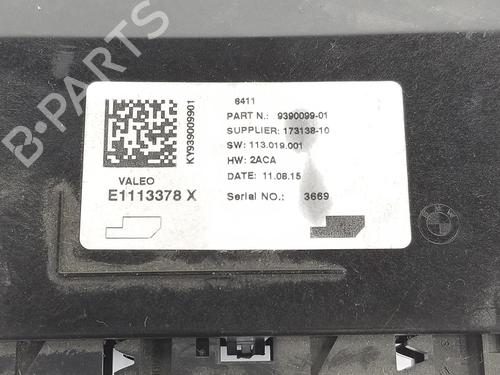 6411
PART N.: 9390099-01
SUPPLIER: 173138-10
SW: 113.019.001
HW: 2ACA
DATE: 11.08.15
Serial NO.: 3669
KY939009901
VALEO
E1113378 X
BMW
B-PARTS